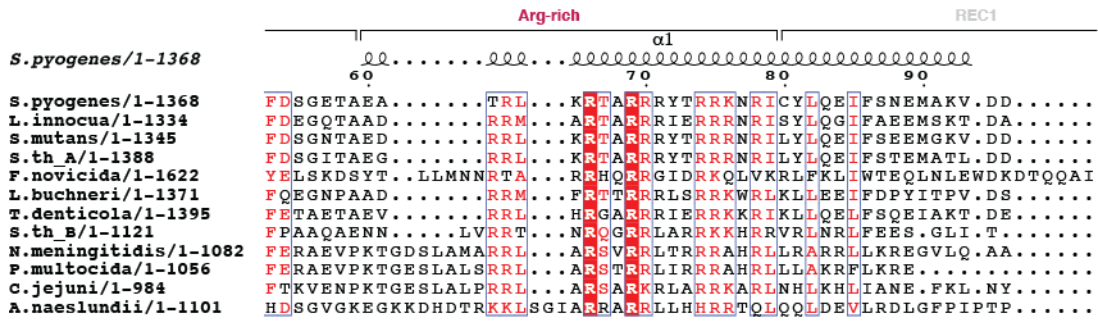 Arg-rich REC1
α1
S.pyogenes/1-1368
60 70 80 90
S.pyogenes/1-1368 FDSGETAEA.......TRL...KRTARRRYTRRKNRICYLQEIFSNEMAKV.DD......
L.innocua/1-1334 FDEGQTAAD.......RRM...ARTARRRIERRRNRISYLQGIFAEEMSKT.DA......
S.mutans/1-1345 FDSGNTAED.......RRL...KRTARRRYTRRRNRILYLQEIFSEEMGKV.DD......
S.th_A/1-1388 FDSGITAEG.......RRL...KRTARRRYTRRRNRILYLQEIFSTEMATL.DD......
F.novicida/1-1622 YELSKDSYT..LLMNNRTA...RRHQRRGIDRKQLVKRLFKLIWTEQLNLEWDKDTQQAI
L.buchneri/1-1371 FQEGNPAAD.......RRM...FRTTRRRLSRRKWRLKLLEEIFDPYITPV.DS......
T.denticola/1-1395 FETAETAEV.......RRL...HRGARRRIERRKKRIKLLQELFSQEIAKT.DE......
S.th_B/1-1121 FPAAQAENN.....LVRRT...NRQGRRLARRKKHRRVRLNRLFEES.GLI.T.......
N.meningitidis/1-1082 FERAEVPKTGDSLAMARRL...ARSVRRLTRRRAHRLLRARRLLKREGVLQ.AA......
P.multocida/1-1056 FERAEVPKTGESLALSRRL...ARSTRRLIRRRAHRLLLAKRFLKRE.............
C.jejuni/1-984 FTKVENPKTGESLALPRRL...ARSARKRLARRKARLNHLKHLIANE.FKL.NY......
A.naeslundii/1-1101 HDSGVGKEGKKDHDTRKKLSGIARRARRLLHHRRTQLQQLDEVLRDLGFPIPTP......